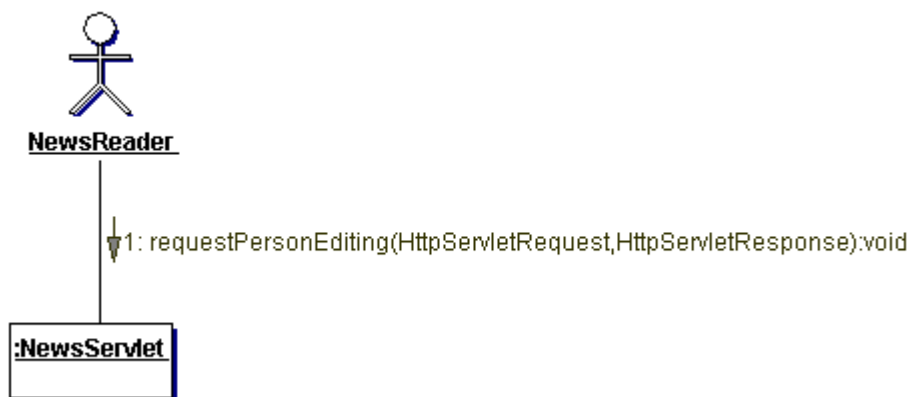 NewsReader
1: requestPersonEditing(HttpServletRequest,HttpServletResponse):void
:NewsServlet